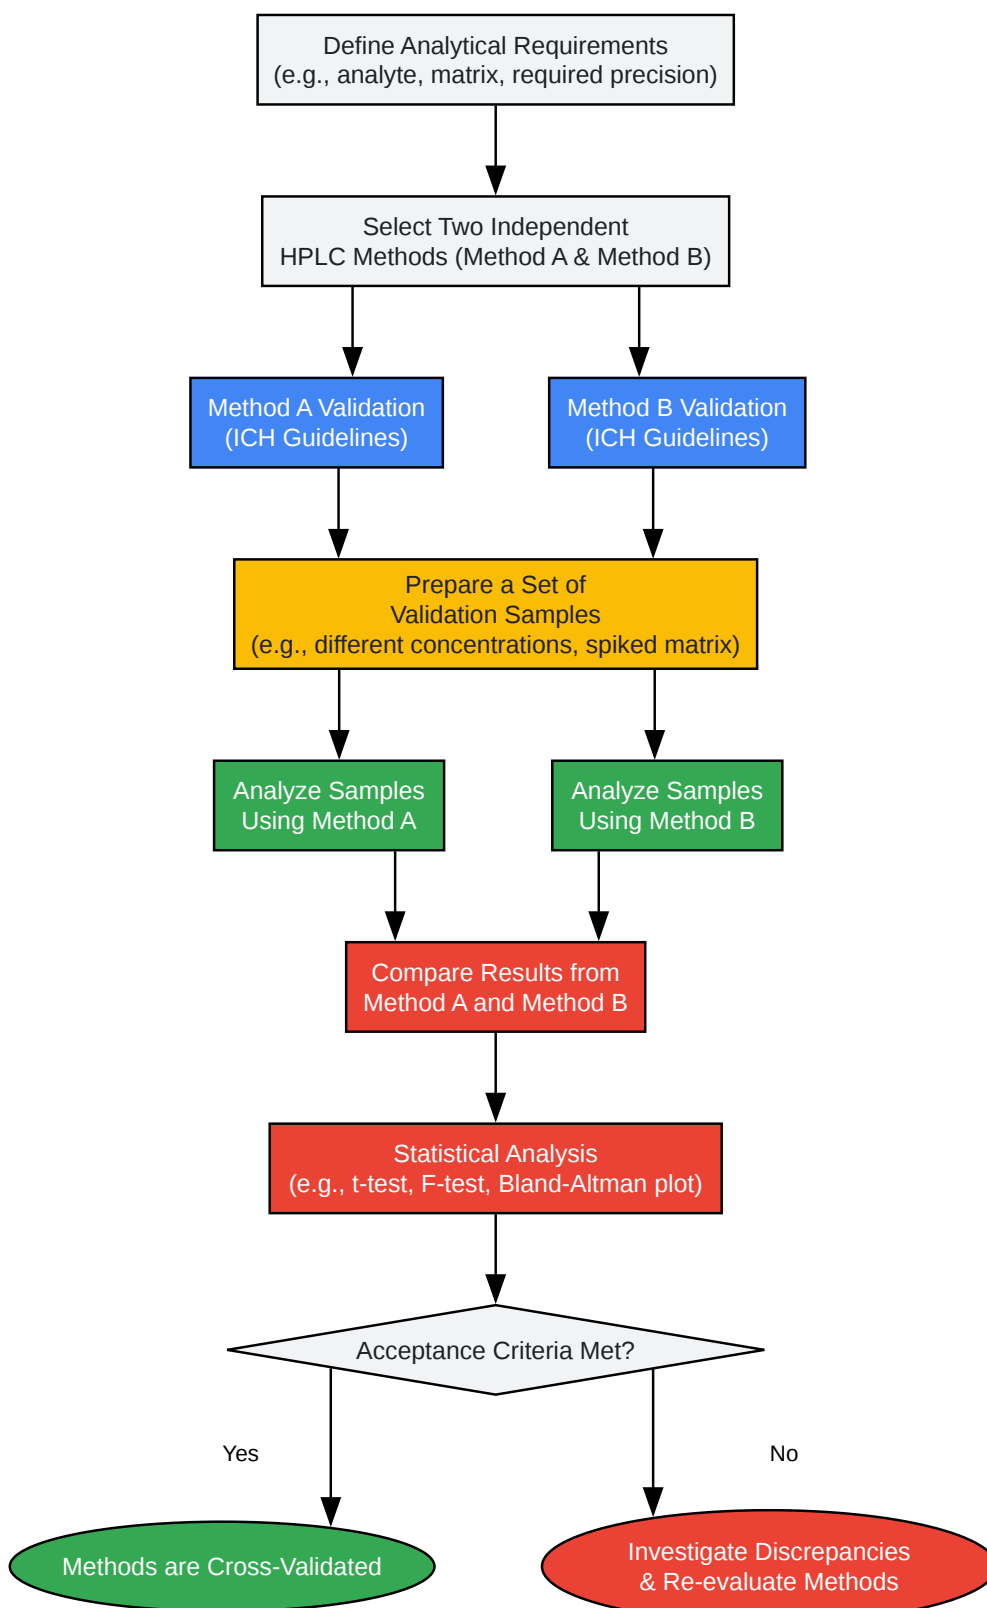 Define Analytical Requirements
(e.g., analyte, matrix, required precision)
Select Two Independent
HPLC Methods (Method A & Method B)
Method A Validation
(ICH Guidelines)
Method B Validation
(ICH Guidelines)
Prepare a Set of
Validation Samples
(e.g., different concentrations, spiked matrix)
Analyze Samples
Using Method A
Analyze Samples
Using Method B
Compare Results from
Method A and Method B
Statistical Analysis
(e.g., t-test, F-test, Bland-Altman plot)
Acceptance Criteria Met?
Yes
No
Methods are Cross-Validated
Investigate Discrepancies
& Re-evaluate Methods